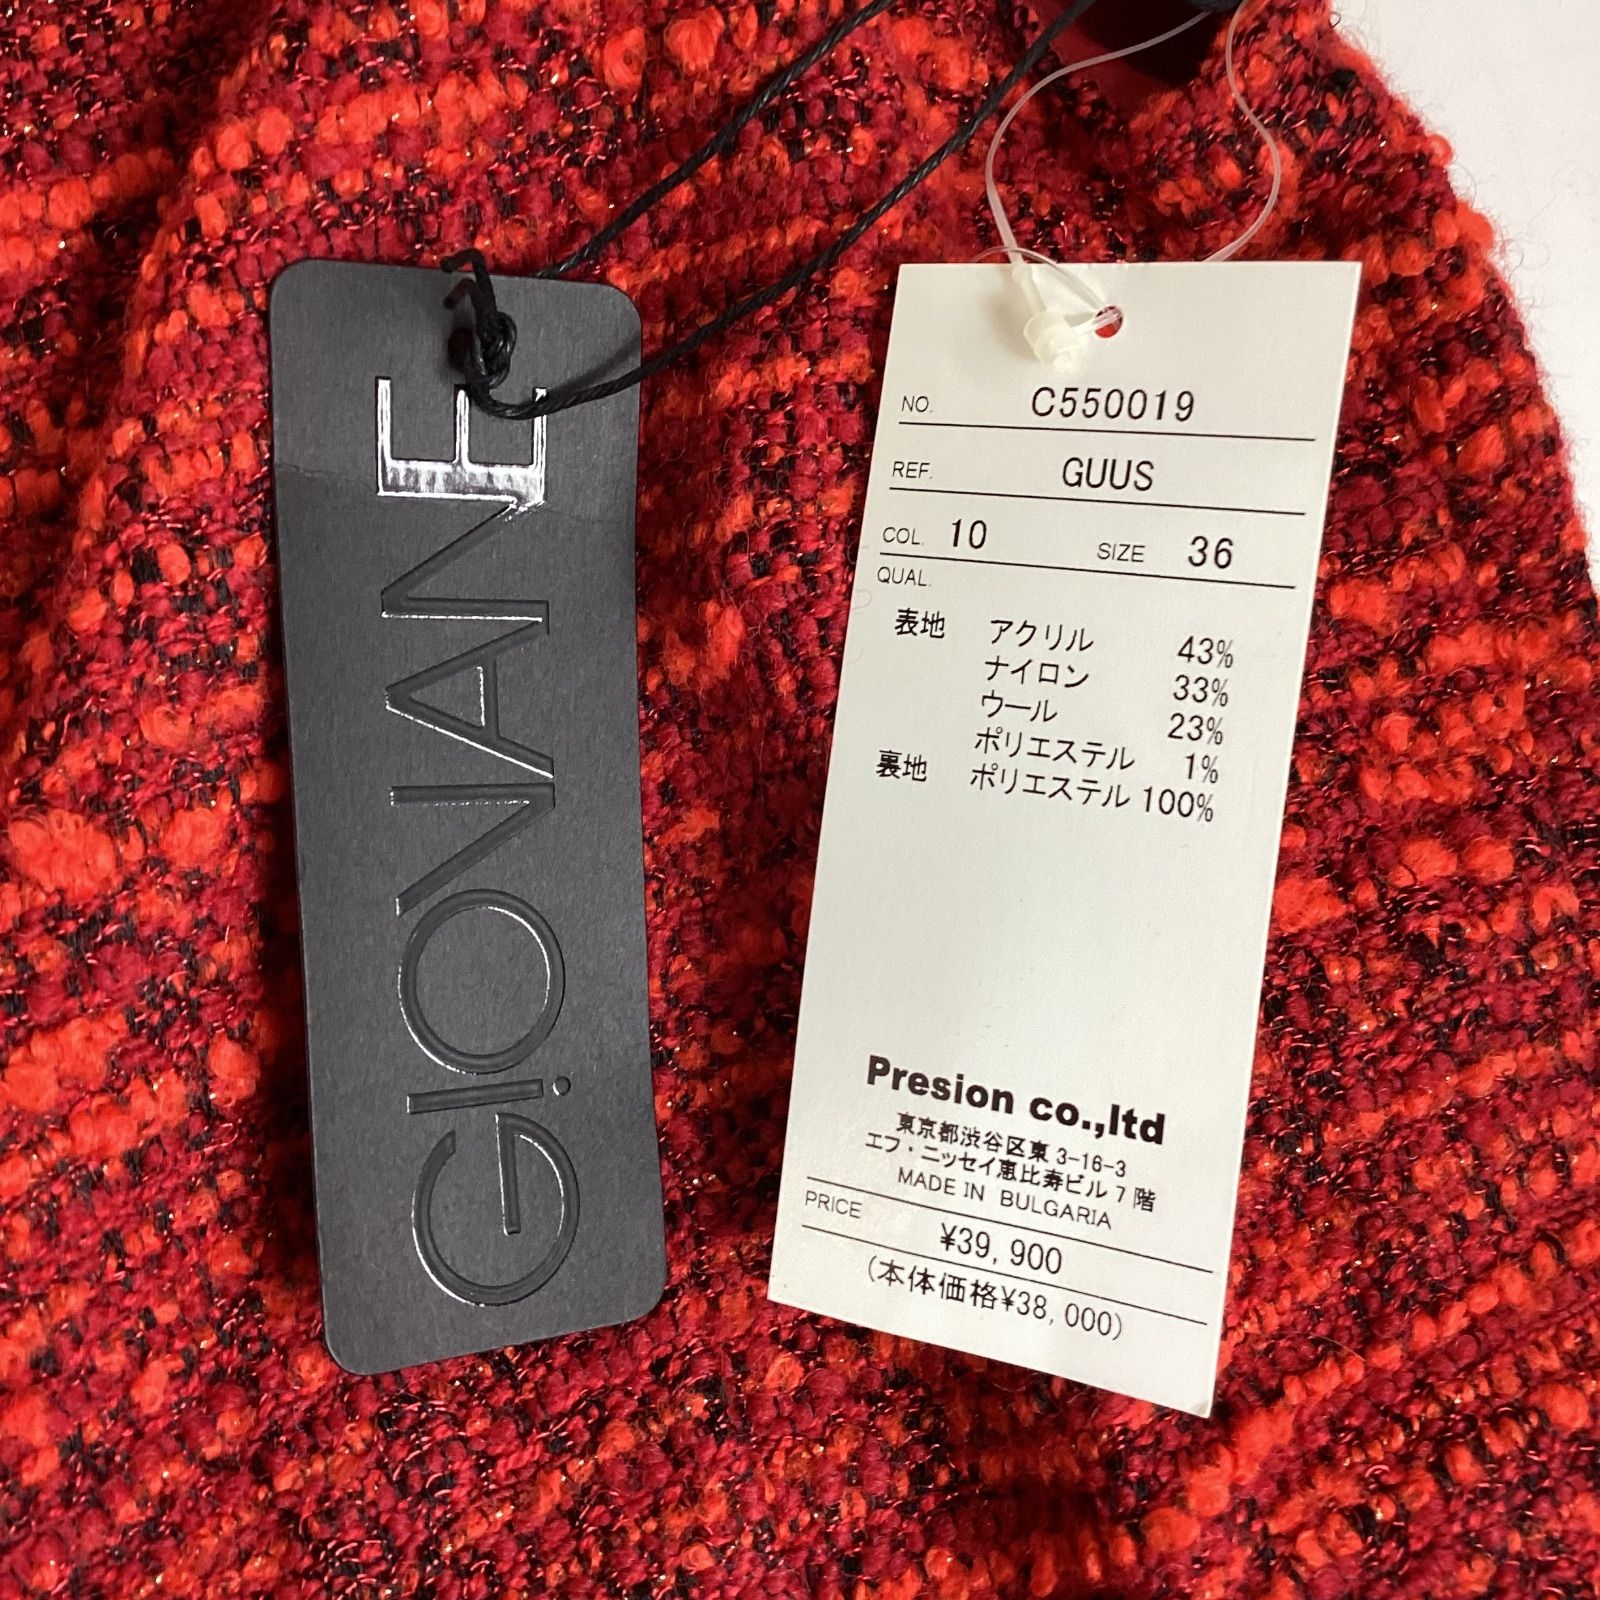 GiOVANE
NO. C550019
REF. GUUS
COL. 10 SIZE 36
QUAL.
表地 アクリル 43%
ナイロン 33%
ウール 23%
ポリエステル 1%
裏地 ポリエステル 100%
Presion co.,ltd
東京都渋谷区東 3-16-3
エフ・ニッセイ恵比寿ビル 7 階
MADE IN BULGARIA
PRICE
¥39,900
(本体価格¥38,000)